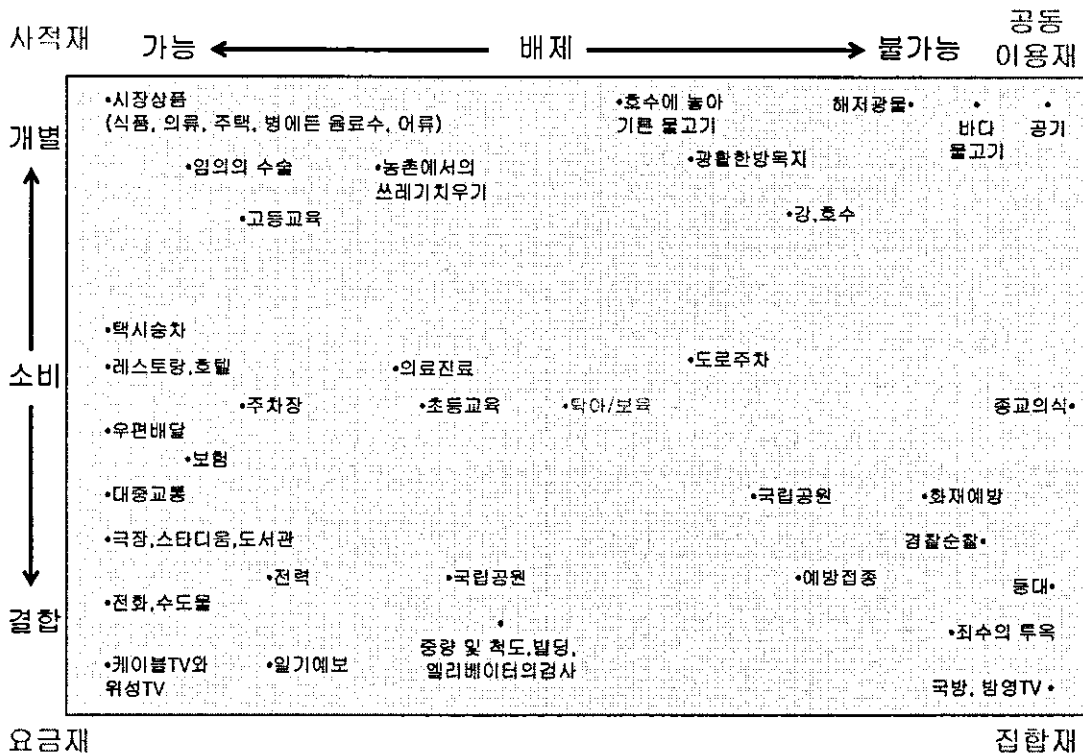 사적재 가능 배제 불가능 공동
이용재
개별
소비
결합
•시장상품
(식품, 의류, 주택, 병에든 음료수, 어류)
•호수에 놓아
기른 물고기
해저광물•
•
바다
물고기
•
공기
•임의의 수술
•농촌에서의
쓰레기치우기
•광활한방목지
•고등교육
•강,호수
•택시승차
•레스토랑,호텔
•의료진료
•도로주차
•주차장
•초등교육
•탁아/보육
종교의식•
•우편배달
•보험
•대중교통
•국립공원
•화재예방
•극장,스타디움,도서관
경찰순찰•
•전력
•국립공원
•예방접종
등대•
•전화,수도물
•
중량 및 척도,빌딩,
엘리베이터의검사
•죄수의 투옥
•케이블TV와
위성TV
•일기예보
국방, 방영TV•
요금재
집합재